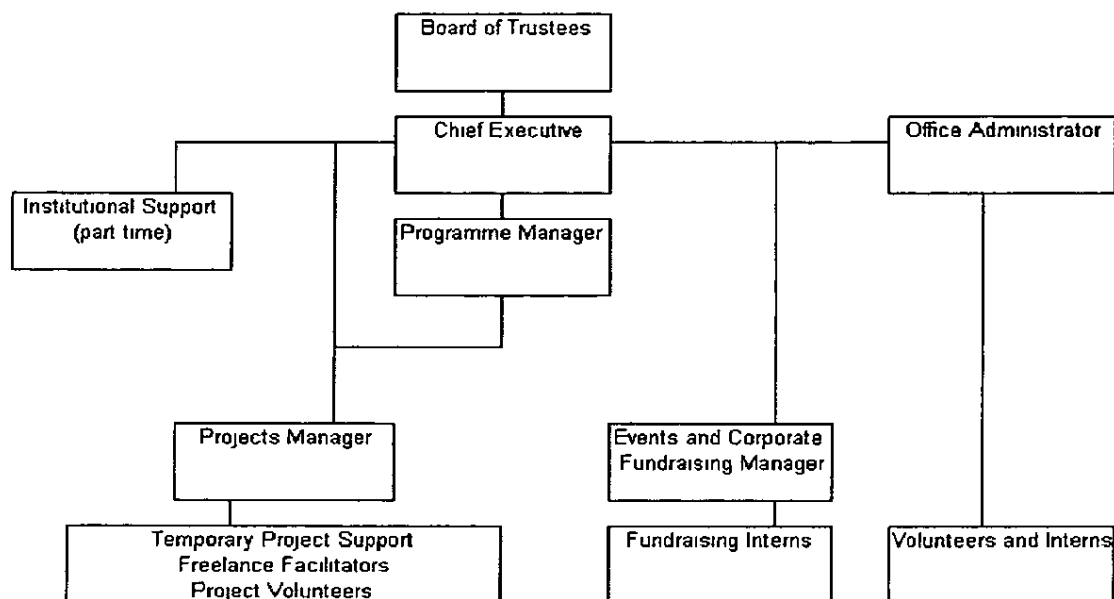 Board of Trustees
Chief Executive
Office Administrator
Institutional Support
(part time)
Programme Manager
Projects Manager
Events and Corporate
Fundraising Manager
Temporary Project Support
Freelance Facilitators
Project Volunteers
Fundraising Interns
Volunteers and Interns